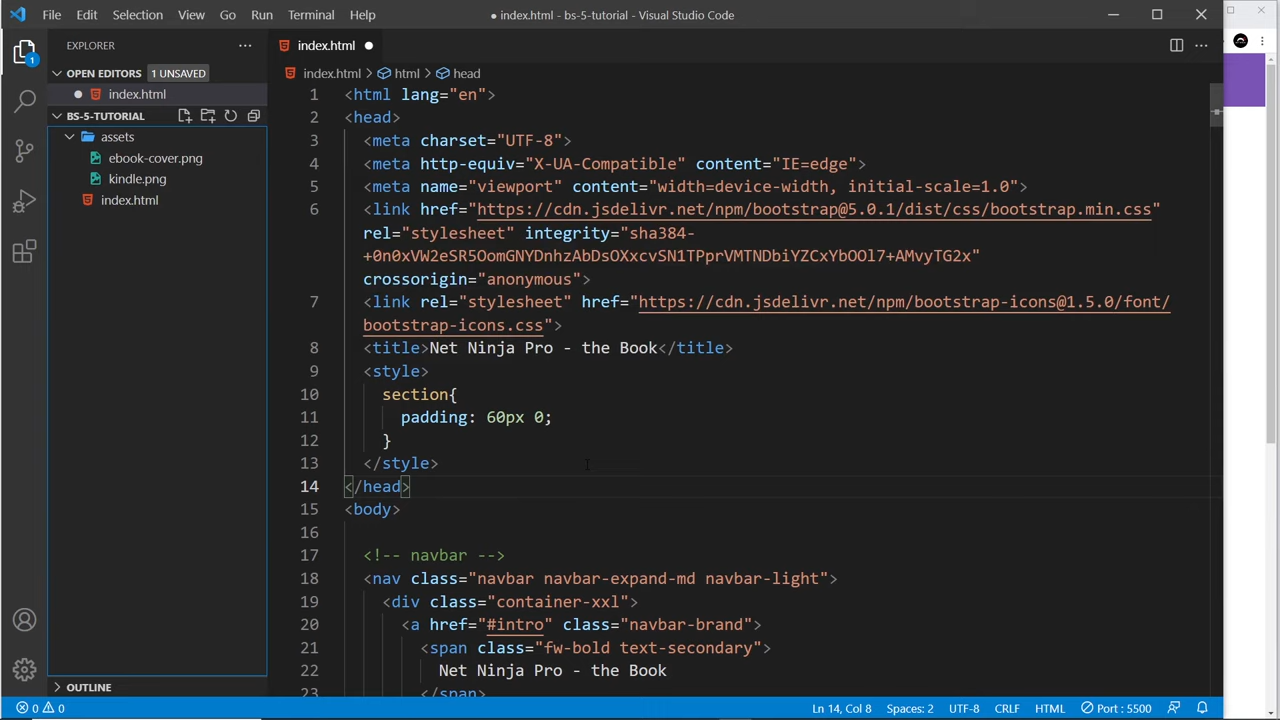 File Edit Selection View Go Run Terminal Help
● index.html - bs-5-tutorial - Visual Studio Code
EXPLORER
OPEN EDITORS 1 UNSAVED
index.html
BS-5-TUTORIAL
assets
ebook-cover.png
kindle.png
index.html
OUTLINE
1
index.html
index.html > html > head
1 <html lang="en">
2 <head>
3 <meta charset="UTF-8">
4 <meta http-equiv="X-UA-Compatible" content="IE=edge">
5 <meta name="viewport" content="width=device-width, initial-scale=1.0">
6 <link href="https://cdn.jsdelivr.net/npm/bootstrap@5.0.1/dist/css/bootstrap.min.css"
rel="stylesheet" integrity="sha384-
+0n0xVW2eSR5OomGNYDnhzAbDsOXxcvSN1TPprVMTNDbiYZCxYbOOl7+AMvyTG2x"
crossorigin="anonymous">
7 <link rel="stylesheet" href="https://cdn.jsdelivr.net/npm/bootstrap-icons@1.5.0/font/
bootstrap-icons.css">
8 <title>Net Ninja Pro - the Book</title>
9 <style>
10 section{
11 padding: 60px 0;
12 }
13 </style>
14 </head>
15 <body>
16
17 <!-- navbar -->
18 <nav class="navbar navbar-expand-md navbar-light">
19 <div class="container-xxl">
20 <a href="#intro" class="navbar-brand">
21 <span class="fw-bold text-secondary">
22 Net Ninja Pro - the Book
23 </span>
0 0 Ln 14, Col 8 Spaces: 2 UTF-8 CRLF HTML Port : 5500